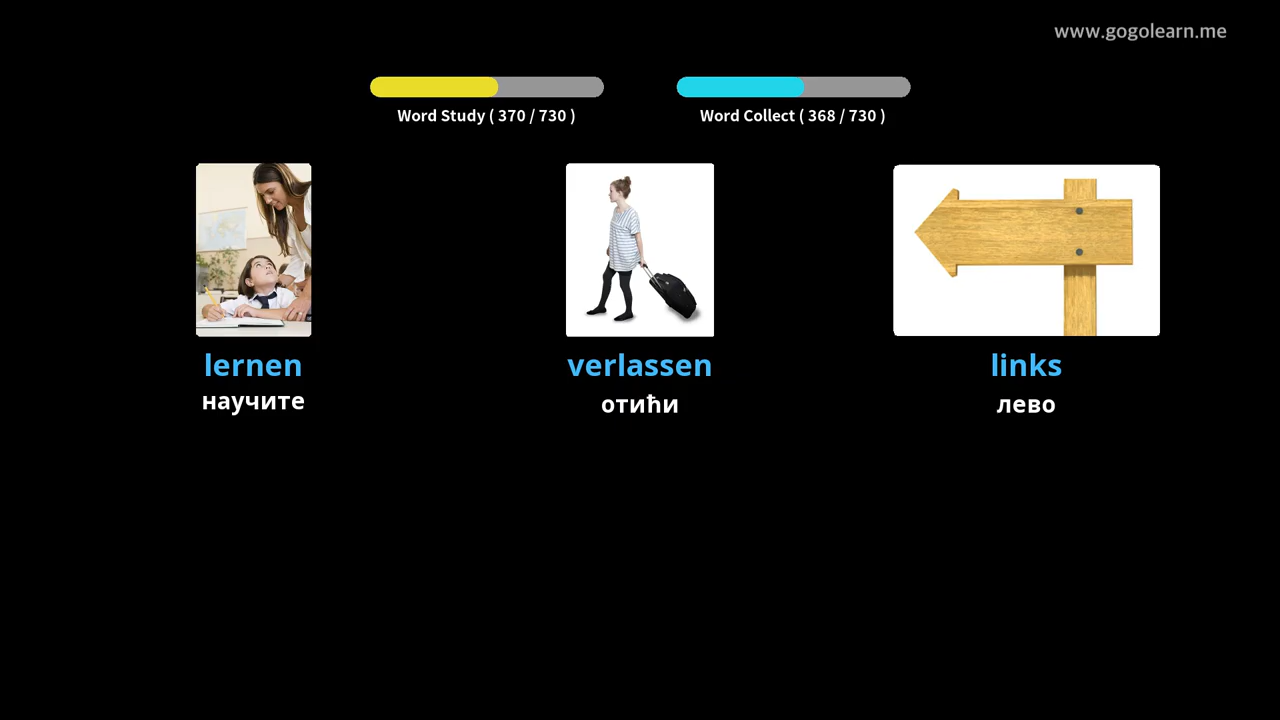 www.gogolearn.me
Word Study ( 370 / 730 )
Word Collect ( 368 / 730 )
lernen
научите
verlassen
отићи
links
лево